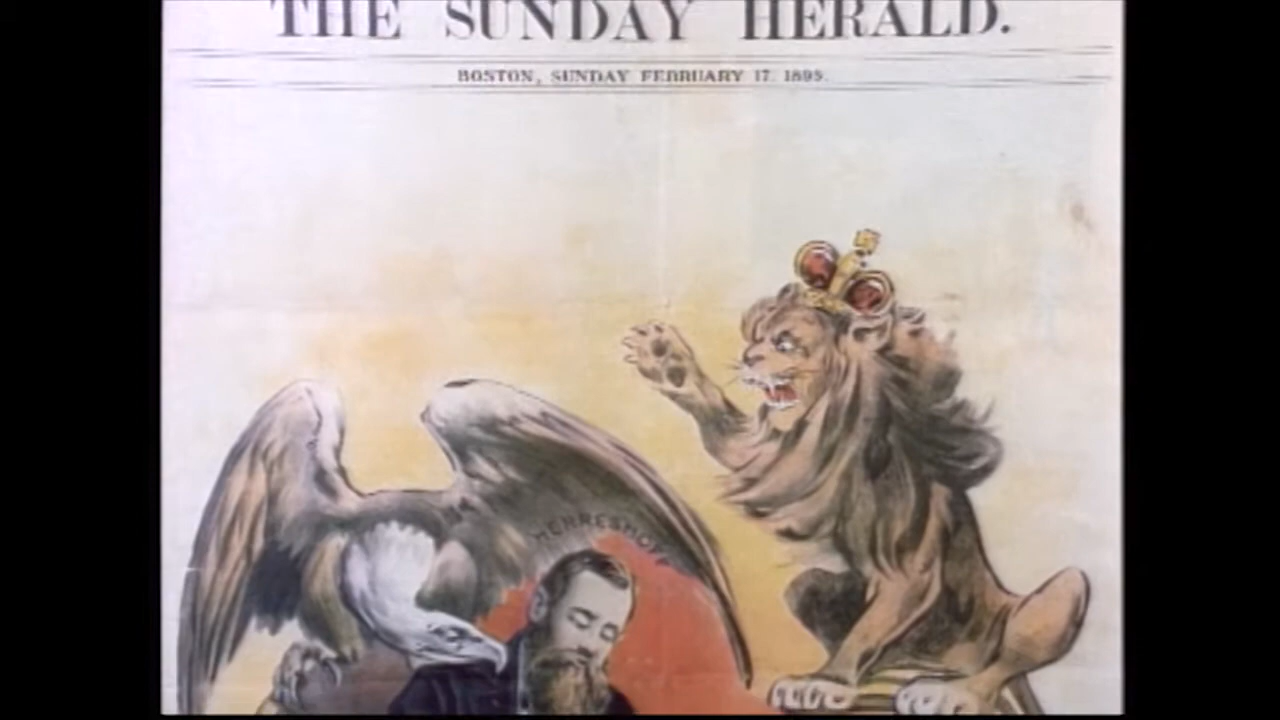 THE SUNDAY HERALD.
BOSTON, SUNDAY FEBRUARY 17. 1895.
HERRESHOFF